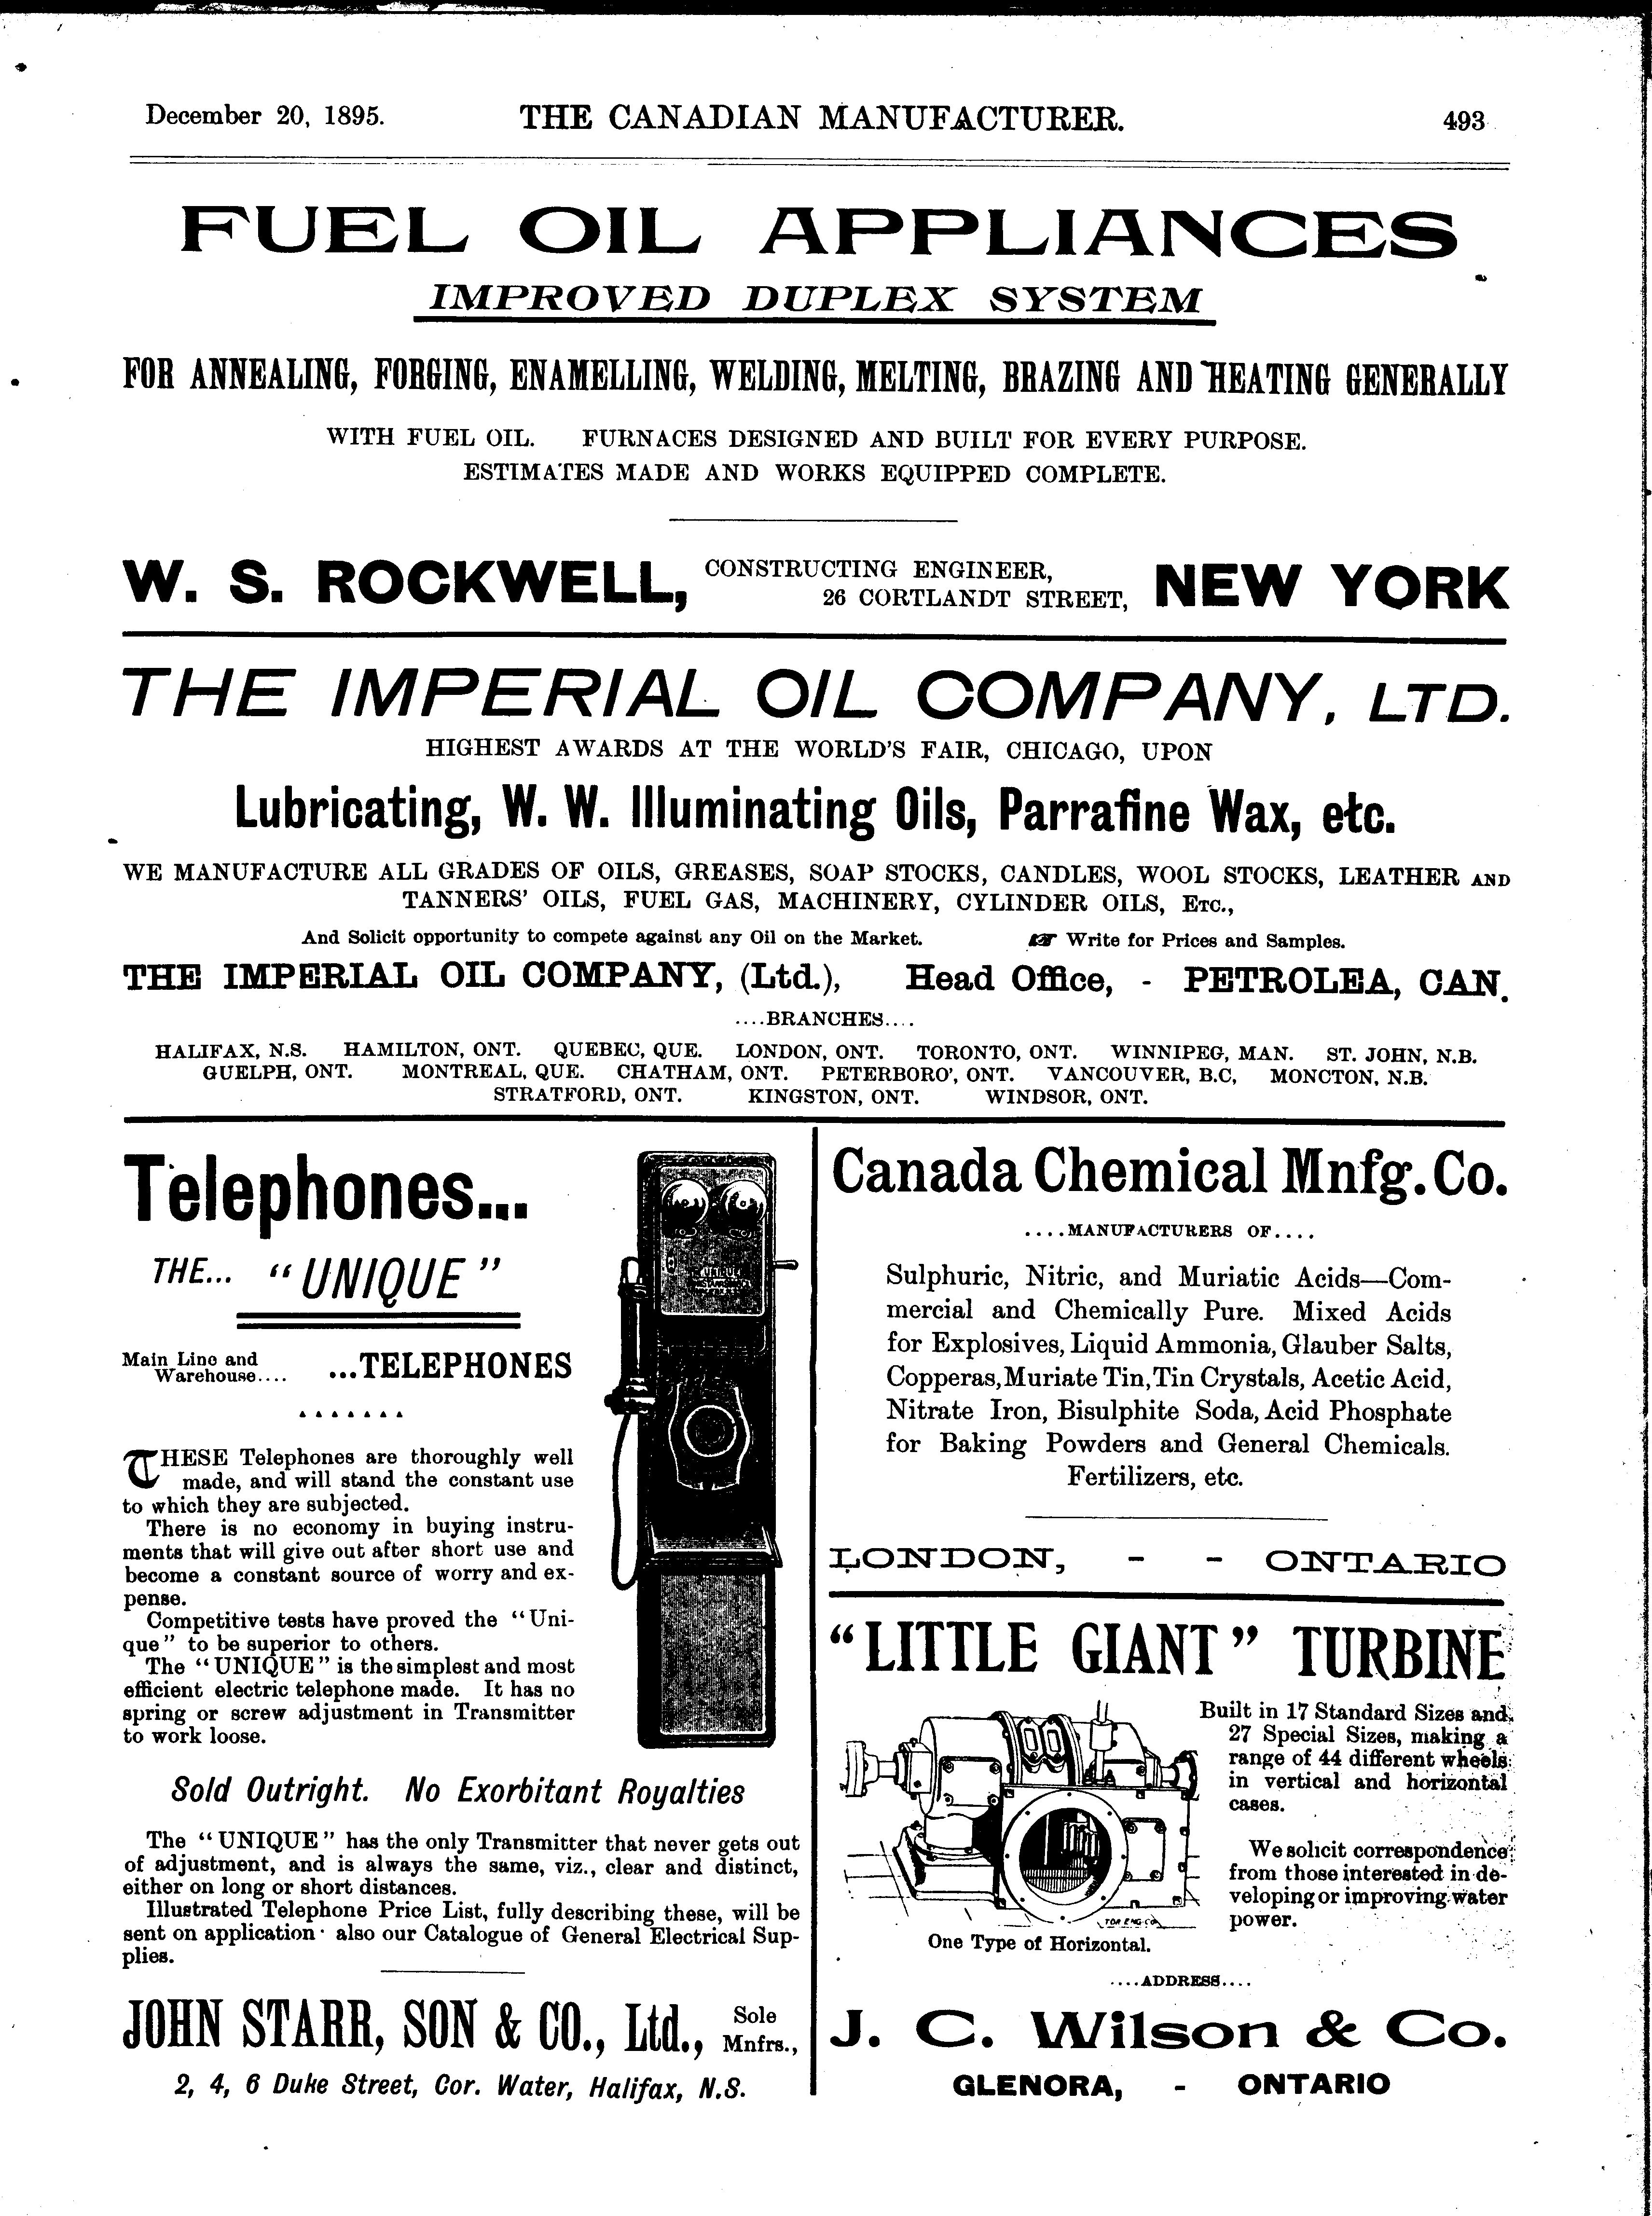 December 20, 1895.
THE CANADIAN MANUFACTURER.
493
FUEL OIL APPLIANCES
IMPROVED DUPLEX SYSTEM
FOR ANNEALING, FORGING, ENAMELLING, WELDING, MELTING, BRAZING AND HEATING GENERALLY
WITH FUEL OIL. FURNACES DESIGNED AND BUILT FOR EVERY PURPOSE.
ESTIMATES MADE AND WORKS EQUIPPED COMPLETE.
W. S. ROCKWELL,
CONSTRUCTING ENGINEER,
26 CORTLANDT STREET,
NEW YORK
THE IMPERIAL OIL COMPANY, LTD.
HIGHEST AWARDS AT THE WORLD'S FAIR, CHICAGO, UPON
Lubricating, W. W. Illuminating Oils, Parrafine Wax, etc.
WE MANUFACTURE ALL GRADES OF OILS, GREASES, SOAP STOCKS, CANDLES, WOOL STOCKS, LEATHER AND
TANNERS' OILS, FUEL GAS, MACHINERY, CYLINDER OILS, ETC.,
And Solicit opportunity to compete against any Oil on the Market. ☞ Write for Prices and Samples.
THE IMPERIAL OIL COMPANY, (Ltd.), Head Office, - PETROLEA, CAN.
....BRANCHES....
HALIFAX, N.S. HAMILTON, ONT. QUEBEC, QUE. LONDON, ONT. TORONTO, ONT. WINNIPEG, MAN. ST. JOHN, N.B.
GUELPH, ONT. MONTREAL, QUE. CHATHAM, ONT. PETERBORO', ONT. VANCOUVER, B.C, MONCTON, N.B.
STRATFORD, ONT. KINGSTON, ONT. WINDSOR, ONT.
Telephones...
THE... "UNIQUE"
Main Line and
Warehouse....
...TELEPHONES
THESE Telephones are thoroughly well
made, and will stand the constant use
to which they are subjected.
There is no economy in buying instru-
ments that will give out after short use and
become a constant source of worry and ex-
pense.
Competitive tests have proved the "Uni-
que" to be superior to others.
The "UNIQUE" is the simplest and most
efficient electric telephone made. It has no
spring or screw adjustment in Transmitter
to work loose.
Sold Outright. No Exorbitant Royalties
The "UNIQUE" has the only Transmitter that never gets out
of adjustment, and is always the same, viz., clear and distinct,
either on long or short distances.
Illustrated Telephone Price List, fully describing these, will be
sent on application· also our Catalogue of General Electrical Sup-
plies.
JOHN STARR, SON & CO., Ltd.,
Sole
Mnfrs.,
2, 4, 6 Duke Street, Cor. Water, Halifax, N.S.
Canada Chemical Mnfg. Co.
....MANUFACTURERS OF....
Sulphuric, Nitric, and Muriatic Acids—Com-
mercial and Chemically Pure. Mixed Acids
for Explosives, Liquid Ammonia, Glauber Salts,
Copperas, Muriate Tin, Tin Crystals, Acetic Acid,
Nitrate Iron, Bisulphite Soda, Acid Phosphate
for Baking Powders and General Chemicals.
Fertilizers, etc.
LONDON, - - ONTARIO
"LITTLE GIANT" TURBINE
Built in 17 Standard Sizes and
27 Special Sizes, making a
range of 44 different wheels
in vertical and horizontal
cases.
We solicit correspondence
from those interested in de-
veloping or improving water
power.
TOR ENG CO
One Type of Horizontal.
....ADDRESS....
J. C. Wilson & Co.
GLENORA, - ONTARIO